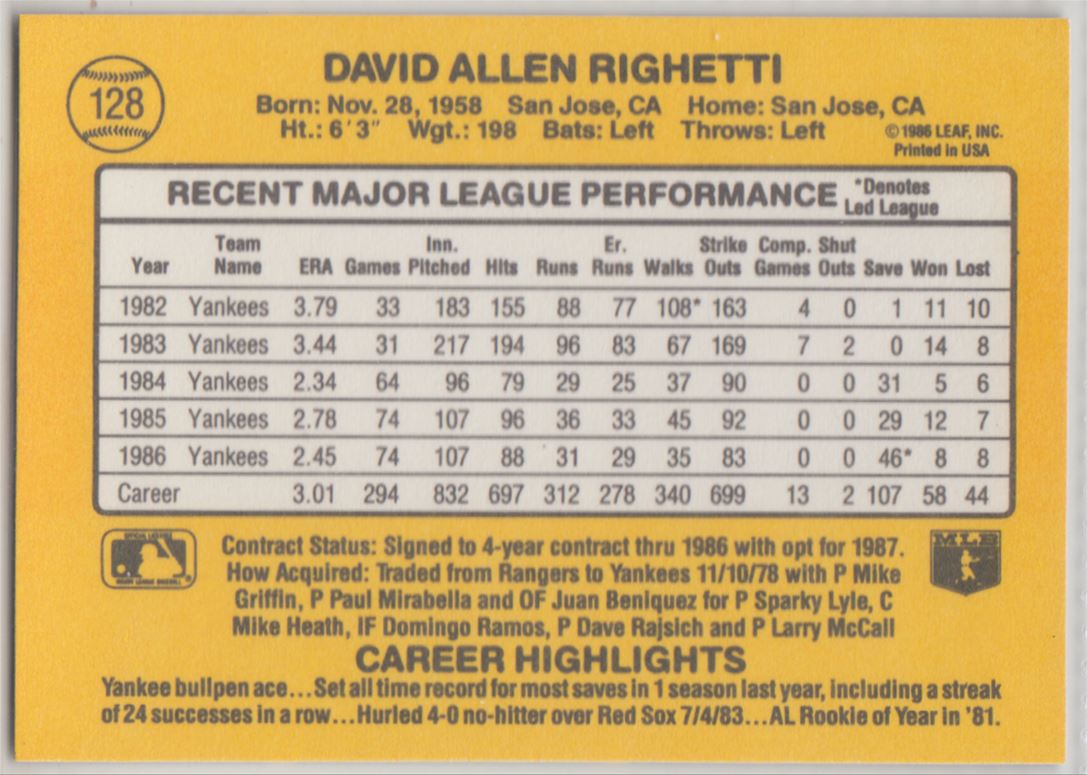 DAVID ALLEN RIGHETTI
128
Born: Nov. 28, 1958 San Jose, CA Home: San Jose, CA
Ht.: 6'3" Wgt.: 198 Bats: Left Throws: Left
©1986 LEAF, INC.
Printed in USA
RECENT MAJOR LEAGUE PERFORMANCE *Denotes Led League
Year Team Name ERA Games Inn. Pitched Hits Runs Er. Runs Walks Strike Outs Comp. Games Shut Outs Save Won Lost
1982 Yankees 3.79 33 183 155 88 77 108* 163 4 0 1 11 10
1983 Yankees 3.44 31 217 194 96 83 67 169 7 2 0 14 8
1984 Yankees 2.34 64 96 79 29 25 37 90 0 0 31 5 6
1985 Yankees 2.78 74 107 96 36 33 45 92 0 0 29 12 7
1986 Yankees 2.45 74 107 88 31 29 35 83 0 0 46* 8 8
Career 3.01 294 832 697 312 278 340 699 13 2 107 58 44
Contract Status: Signed to 4-year contract thru 1986 with opt for 1987.
MLB
How Acquired: Traded from Rangers to Yankees 11/10/78 with P Mike
Griffin, P Paul Mirabella and OF Juan Beniquez for P Sparky Lyle, C
Mike Heath, IF Domingo Ramos, P Dave Rajsich and P Larry McCall
CAREER HIGHLIGHTS
Yankee bullpen ace...Set all time record for most saves in 1 season last year, including a streak
of 24 successes in a row...Hurled 4-0 no-hitter over Red Sox 7/4/83...AL Rookie of Year in '81.